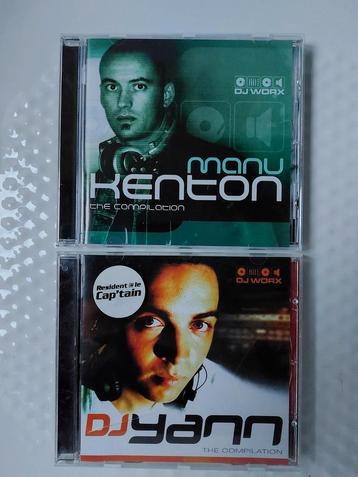 DJ WORX
manu
KENTON
the compilation
Resident @ le
Cap'tain
DJ WORX
DJ YANN
THE COMPILATION